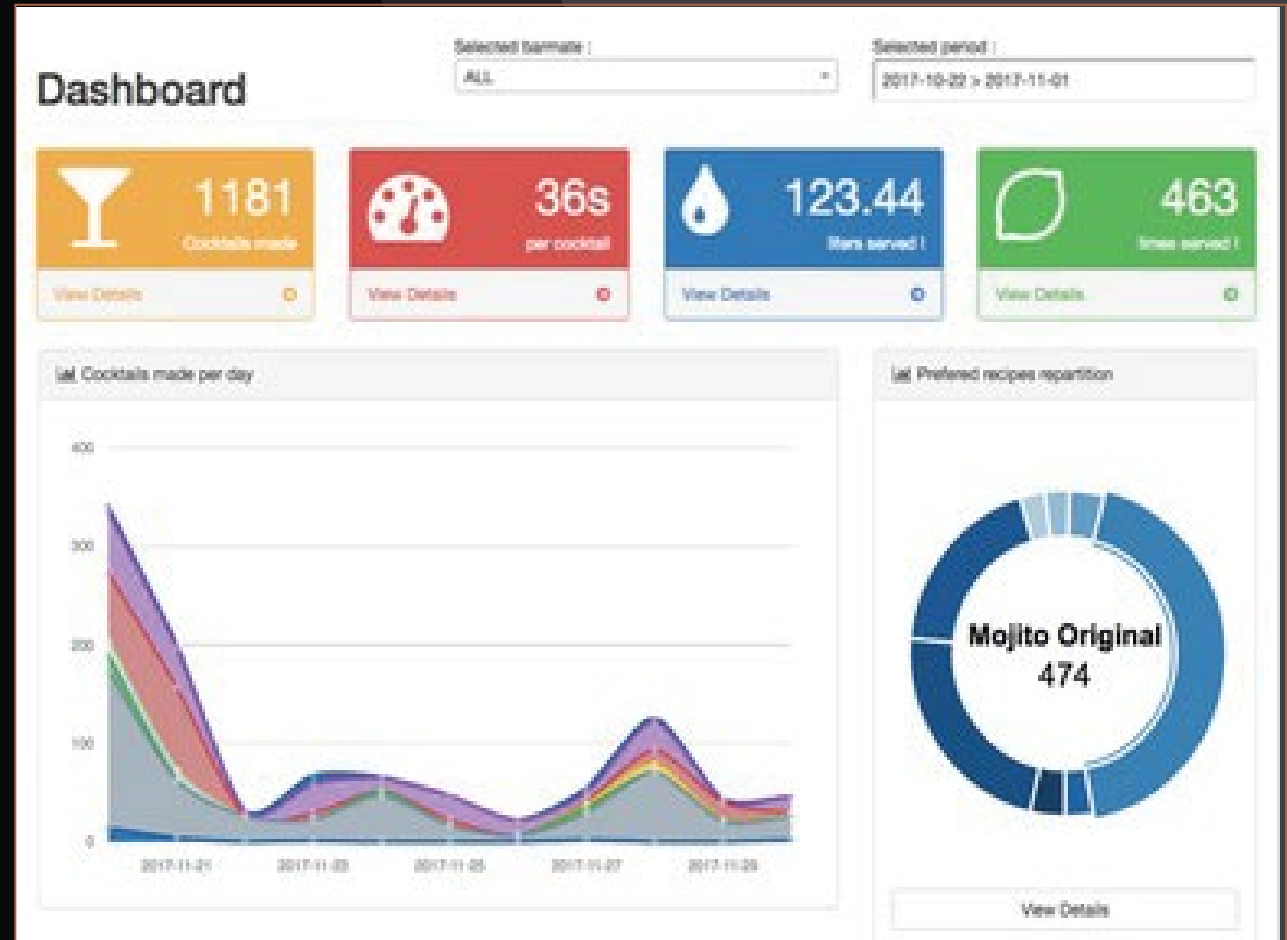 Dashboard
Selected barmate :
ALL
Selected period :
2017-10-22 > 2017-11-01
1181
Cocktails made
View Details
36s
per cocktail
View Details
123.44
liters served !
View Details
463
limes served !
View Details
Cocktails made per day
400
300
200
100
0
2017-11-21
2017-11-23
2017-11-25
2017-11-27
2017-11-29
Prefered recipes repartition
Mojito Original
474
View Details